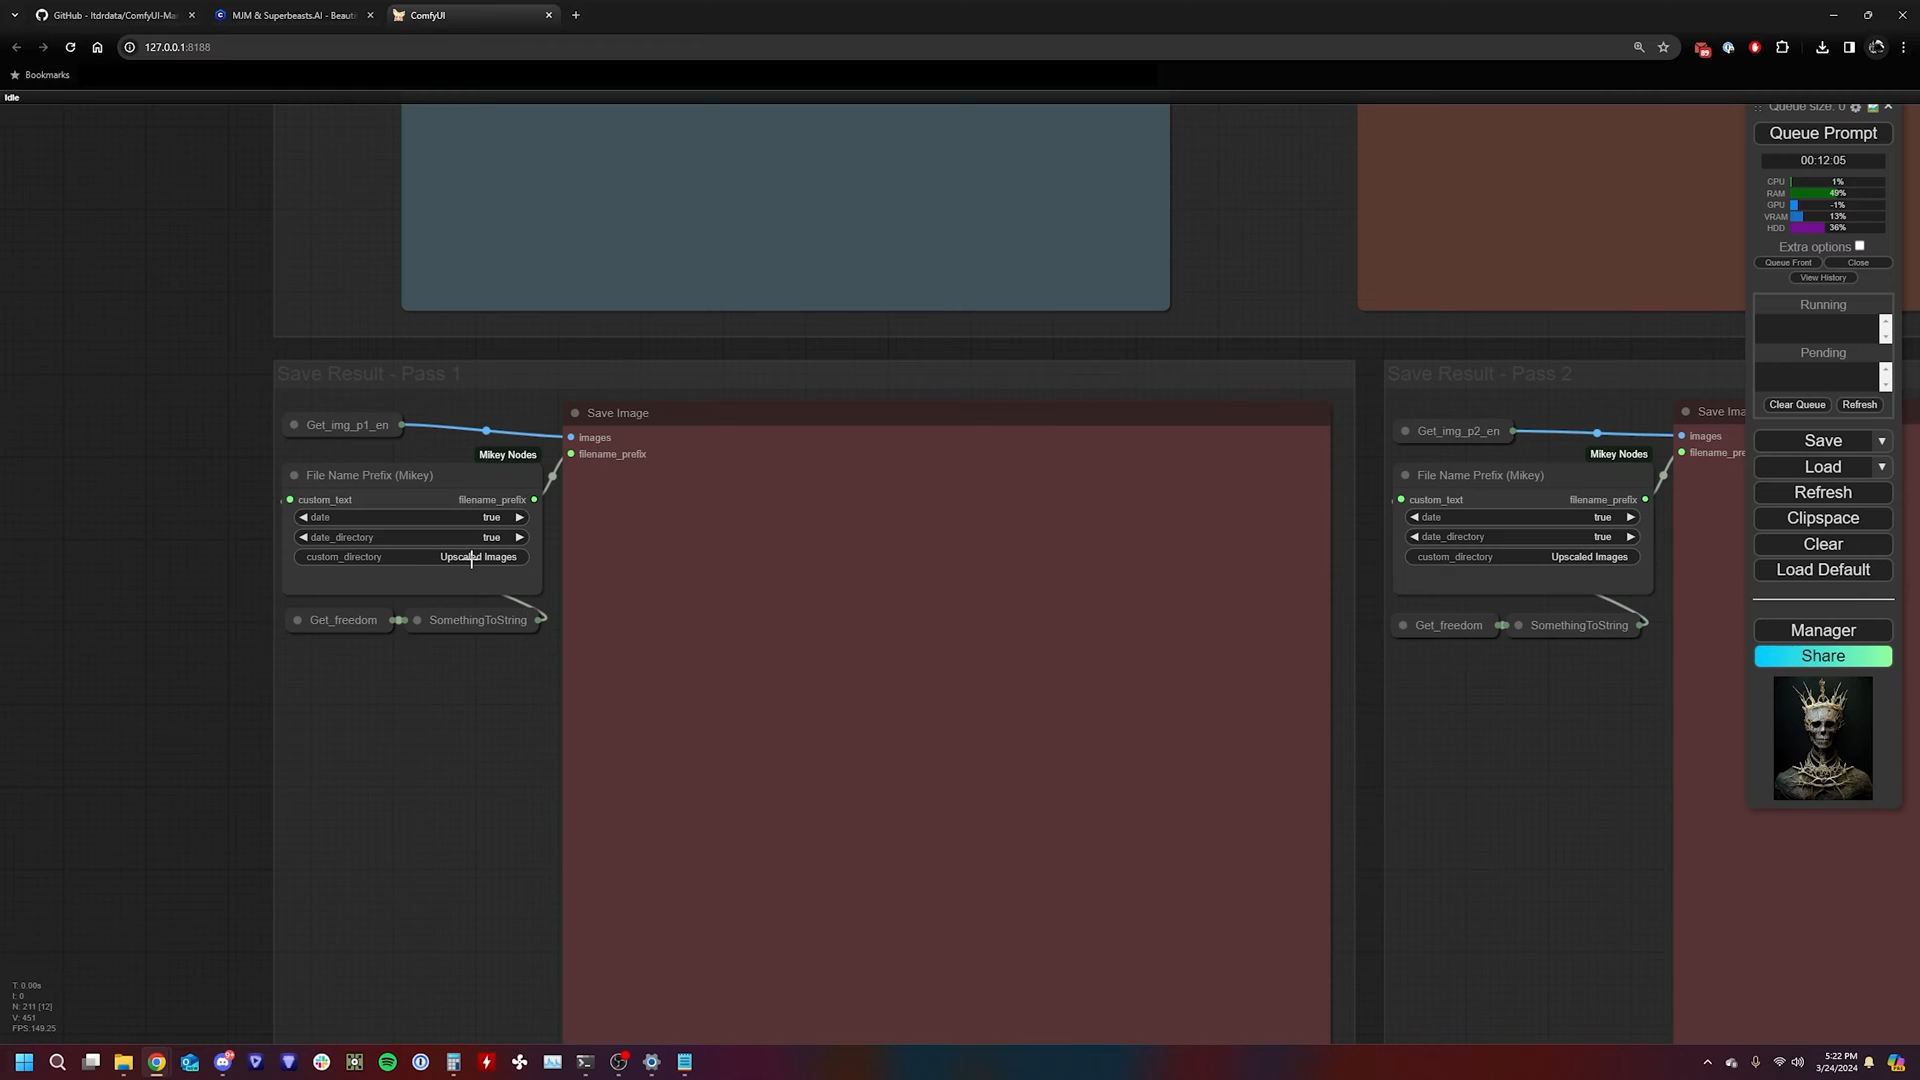 GitHub - ltdrdata/ComfyUI-Ma
MJM & Superbeasts.AI - Beauti
ComfyUI
127.0.0.1:8188
89
Bookmarks
Idle
Queue size: 0
Queue Prompt
00:12:05
CPU 1%
RAM 49%
GPU -1%
VRAM 13%
HDD 36%
Extra options
Queue Front Close
View History
Running
Pending
Clear Queue Refresh
Save
Load
Refresh
Clipspace
Clear
Load Default
Manager
Share
Save Result - Pass 1
Get_img_p1_en
Mikey Nodes
File Name Prefix (Mikey)
custom_text filename_prefix
date true
date_directory true
custom_directory Upscaled Images
Get_freedom SomethingToString
Save Image
images
filename_prefix
Save Result - Pass 2
Get_img_p2_en
Mikey Nodes
File Name Prefix (Mikey)
custom_text filename_prefix
date true
date_directory true
custom_directory Upscaled Images
Get_freedom SomethingToString
Save Ima
images
filename_pre
T: 0.00s
I: 0
N: 211 [12]
V: 451
FPS:149.25
5:22 PM
3/24/2024